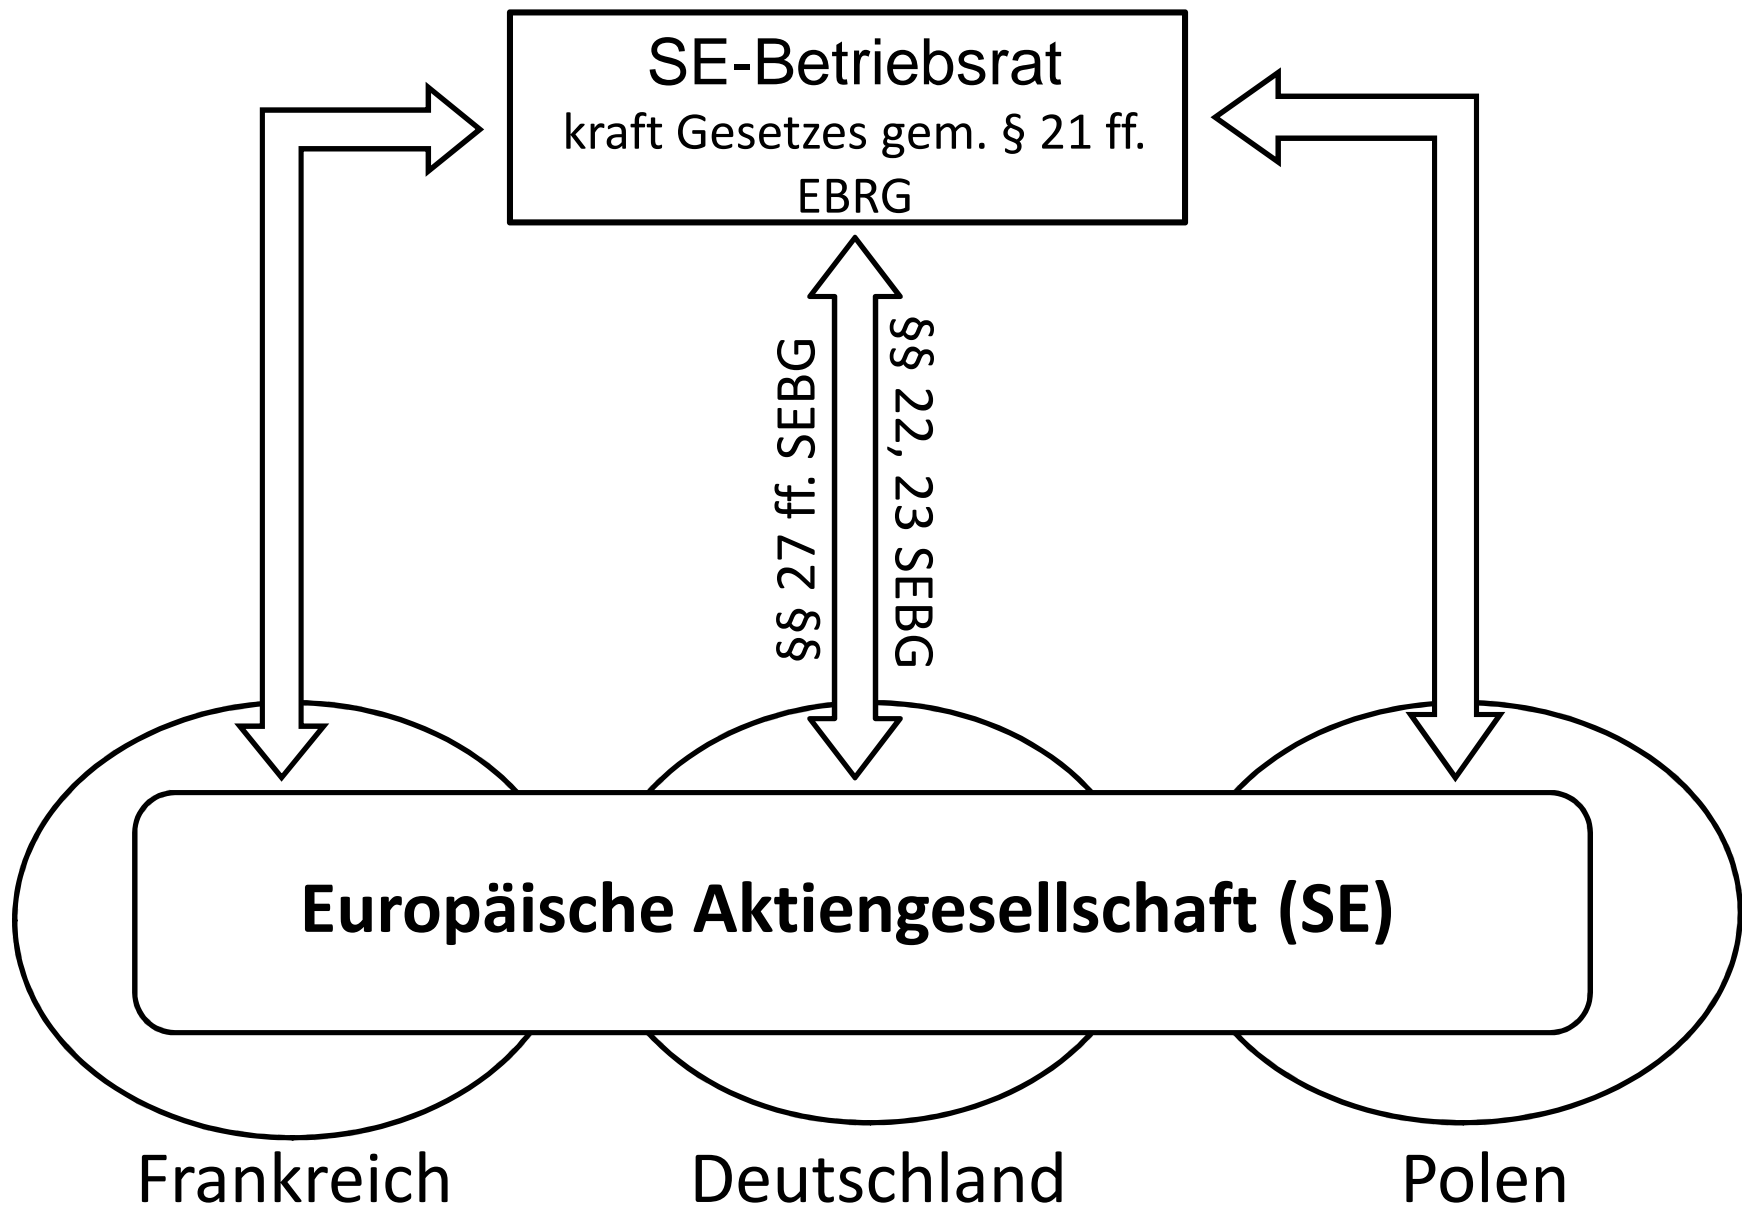 SE-Betriebsrat
kraft Gesetzes gem. § 21 ff.
EBRG
§§ 27 ff. SEBG
§§ 22, 23 SEBG
Europäische Aktiengesellschaft (SE)
Frankreich
Deutschland
Polen